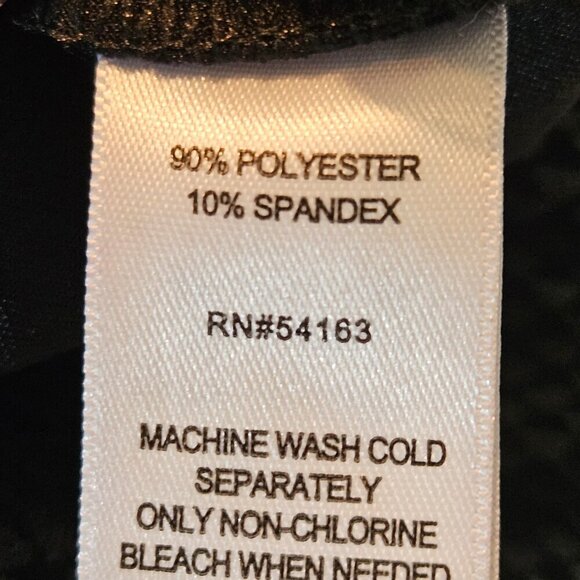 90% POLYESTER
10% SPANDEX
RN#54163
MACHINE WASH COLD
SEPARATELY
ONLY NON-CHLORINE
BLEACH WHEN NEEDED